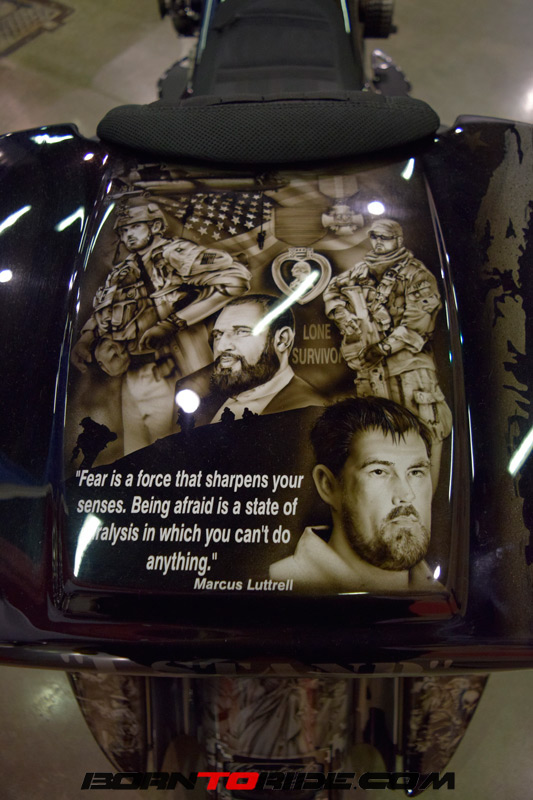 LONE
SURVIVOR
"Fear is a force that sharpens your
senses. Being afraid is a state of
paralysis in which you can't do
anything."
Marcus Luttrell
BORNTORIDE.COM